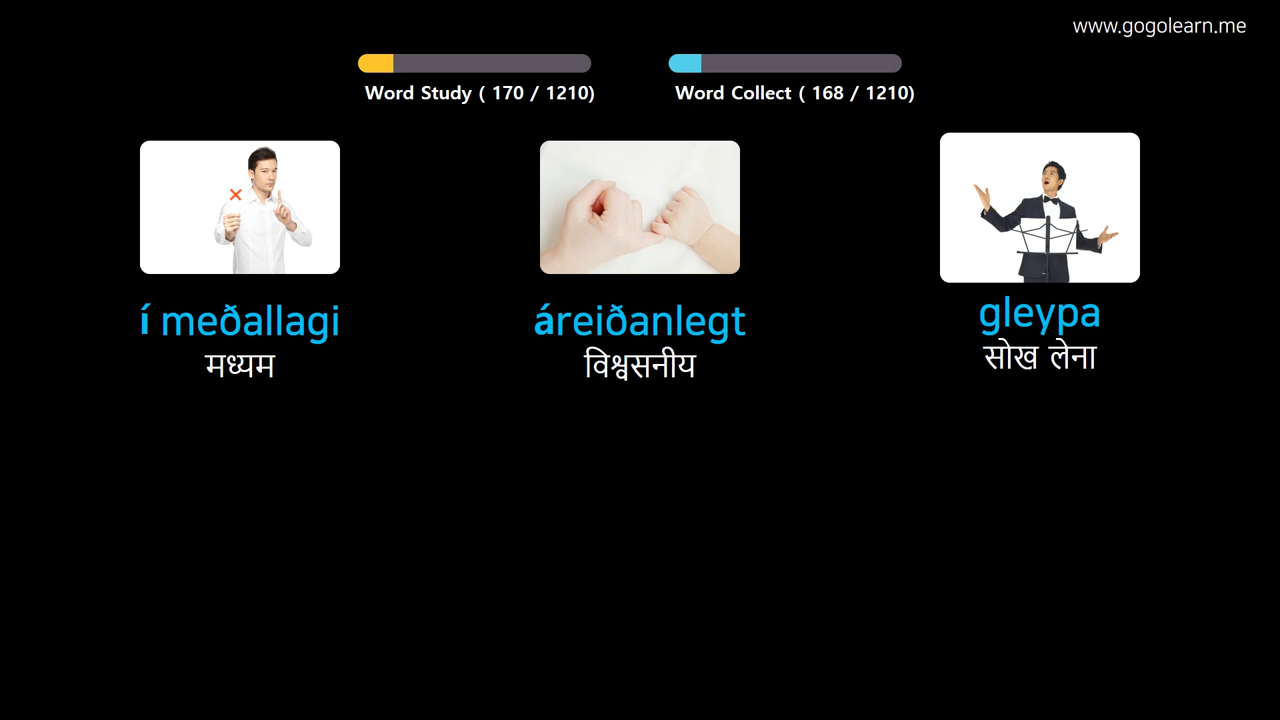 www.gogolearn.me
Word Study ( 170 / 1210)
Word Collect ( 168 / 1210)
í meðallagi
मध्यम
áreiðanlegt
विश्वसनीय
gleypa
सोख लेना